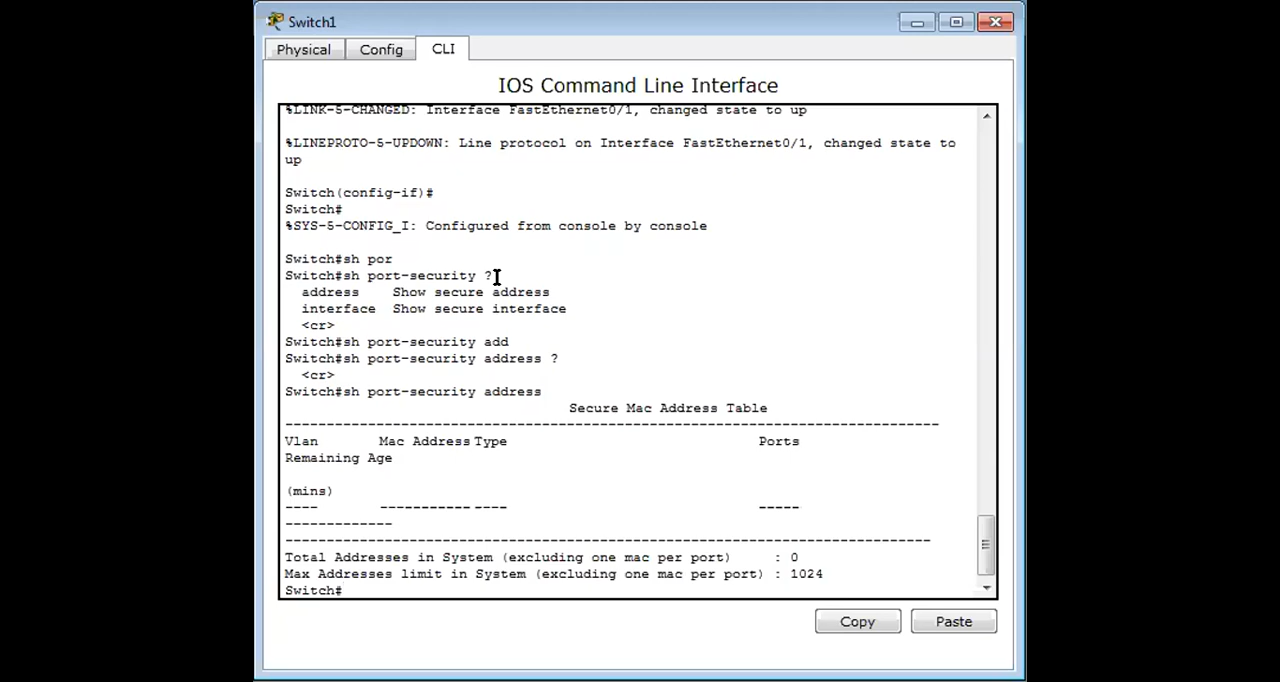 Switch1
Physical Config CLI
IOS Command Line Interface
%LINK-5-CHANGED: Interface FastEthernet0/1, changed state to up
%LINEPROTO-5-UPDOWN: Line protocol on Interface FastEthernet0/1, changed state to
up
Switch(config-if)#
Switch#
%SYS-5-CONFIG_I: Configured from console by console
Switch#sh por
Switch#sh port-security ?
address Show secure address
interface Show secure interface
<cr>
Switch#sh port-security add
Switch#sh port-security address ?
<cr>
Switch#sh port-security address
Secure Mac Address Table
-------------------------------------------------------------------------------
Vlan Mac Address Type Ports
Remaining Age
(mins)
---- ----------- ---- -----
-------------
------------------------------------------------------------------------------
Total Addresses in System (excluding one mac per port) : 0
Max Addresses limit in System (excluding one mac per port) : 1024
Switch#
Copy Paste